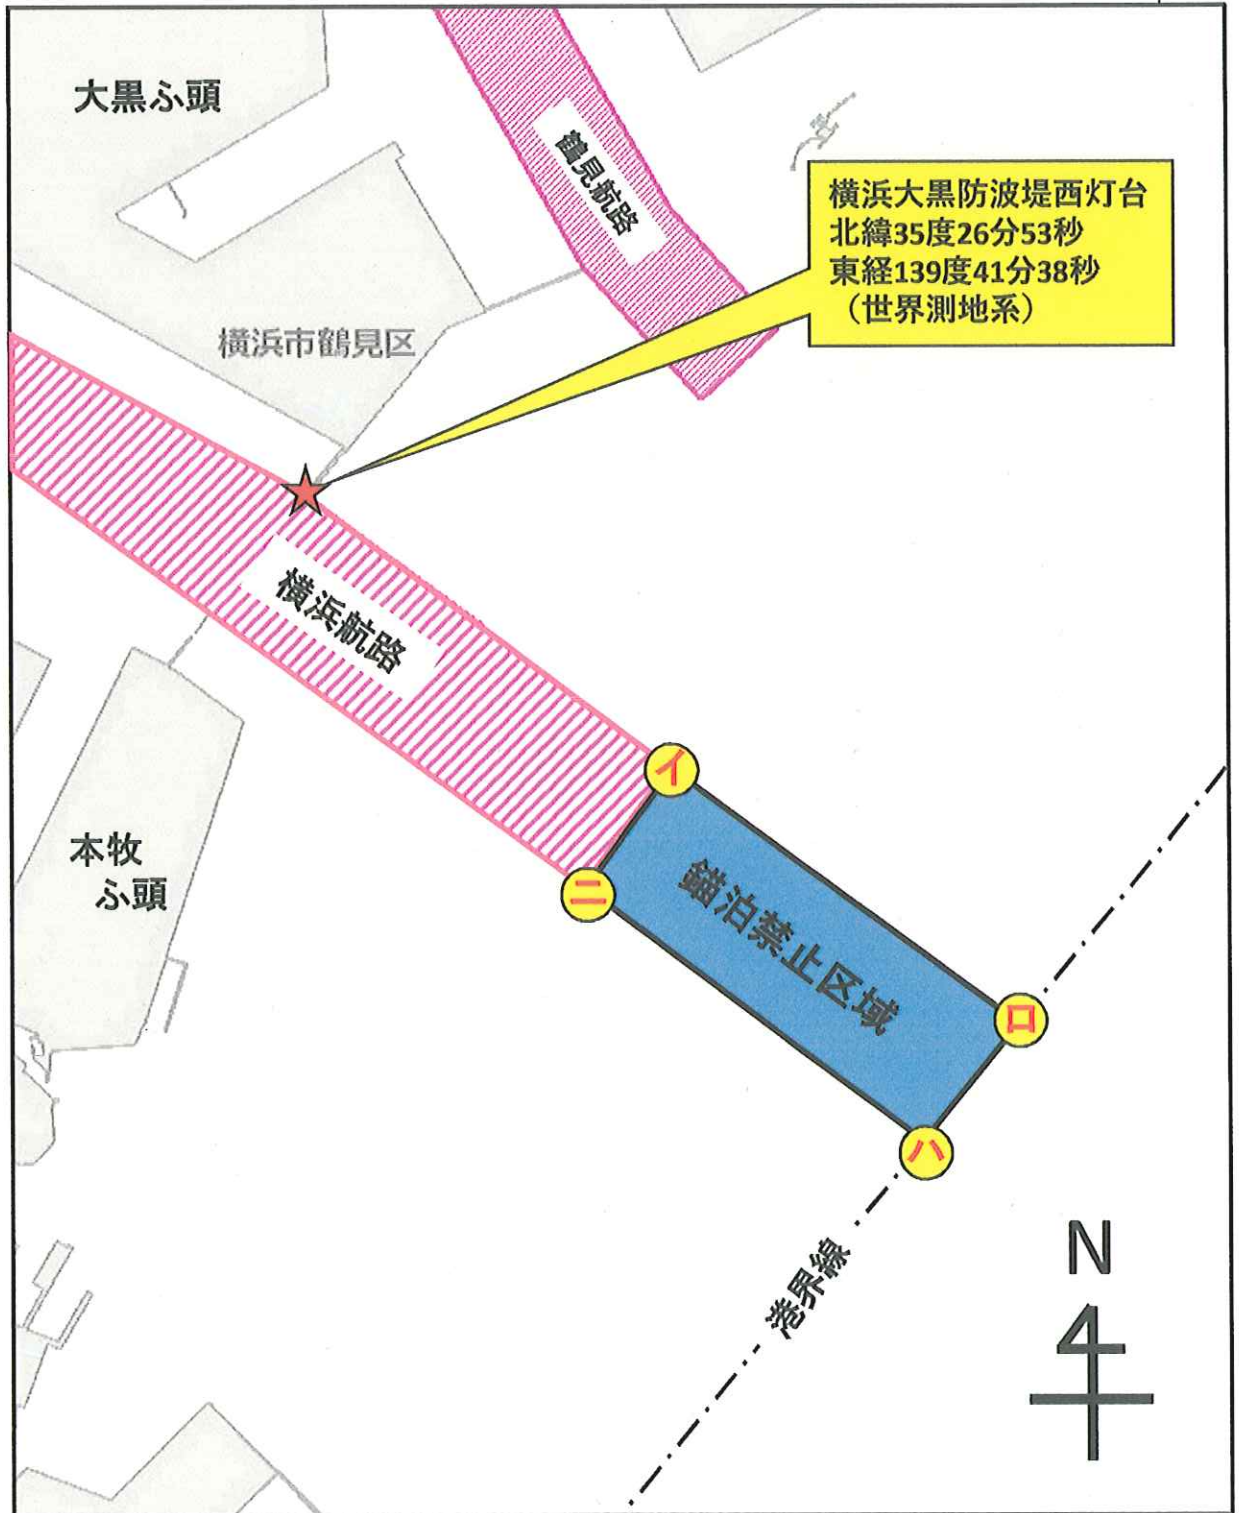 大黒ふ頭
鶴見航路
横浜大黒防波堤西灯台
北緯35度26分53秒
東経139度41分38秒
（世界測地系）
横浜市鶴見区
横浜航路
イ
本牧
ふ頭
ニ
錨泊禁止区域
ロ
ハ
港界線
N